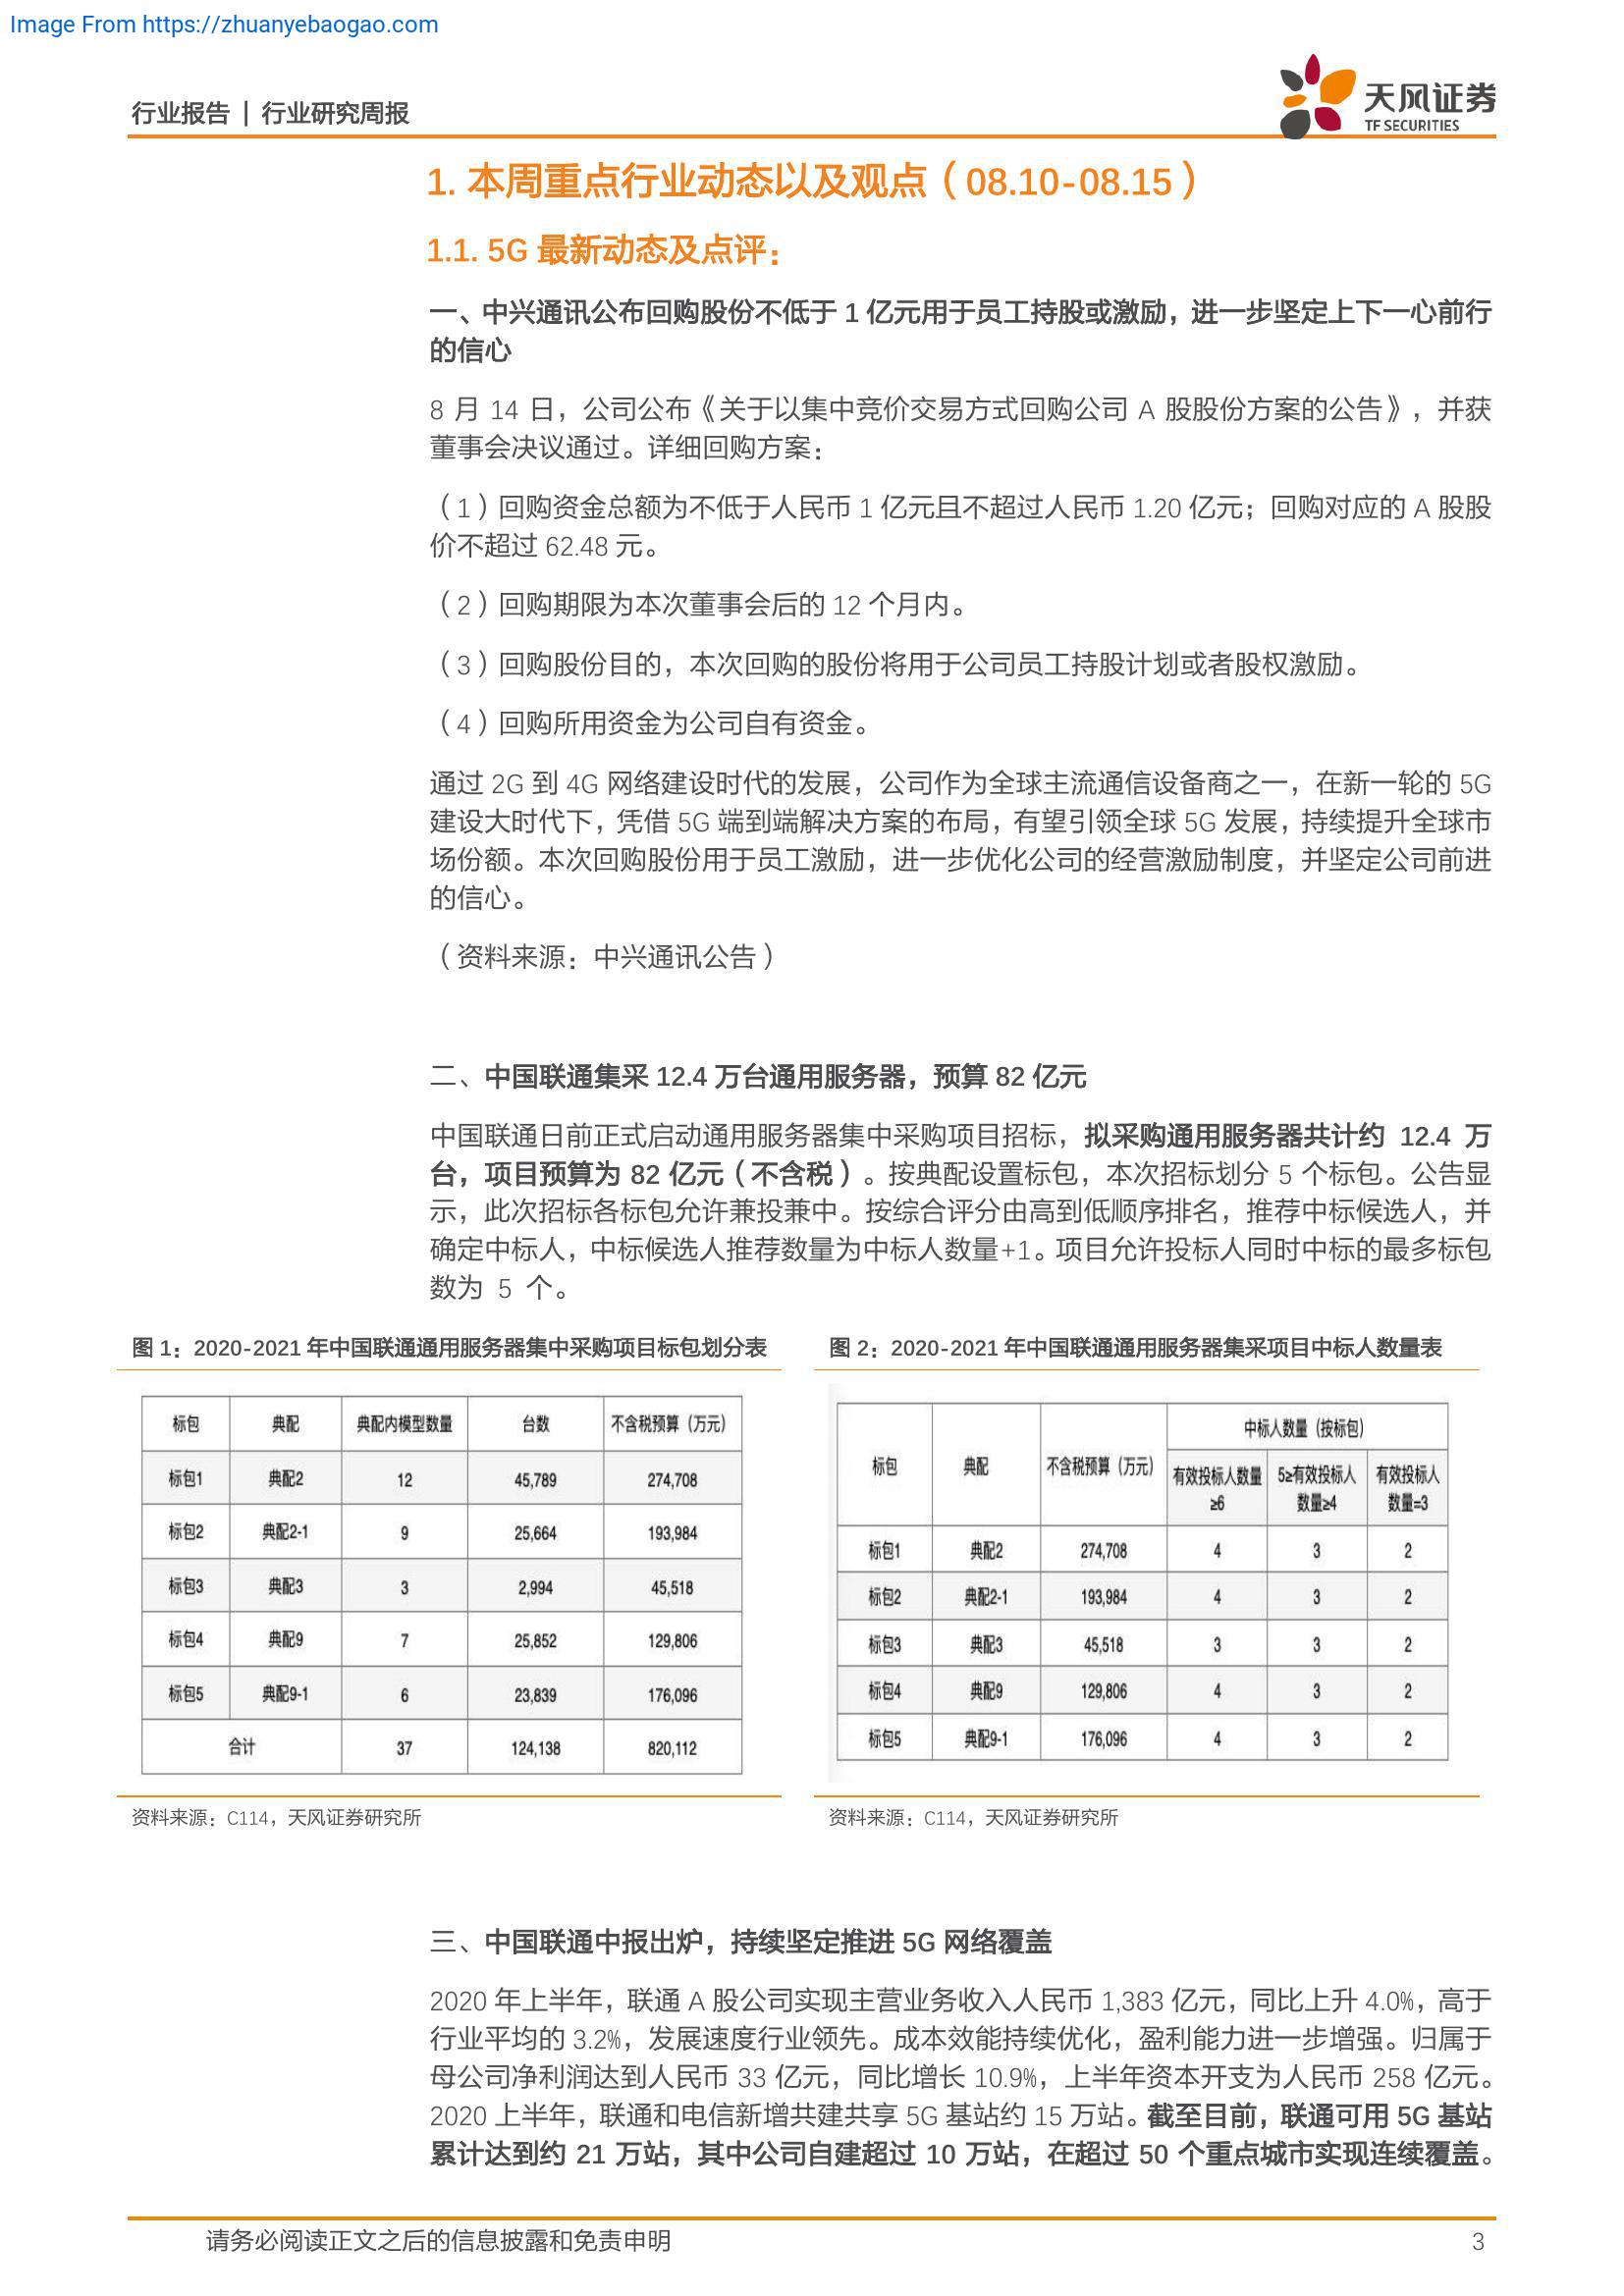 Image From https://zhuanyebaogao.com
行业报告 | 行业研究周报
天风证券
TF SECURITIES
1. 本周重点行业动态以及观点（08.10-08.15）
1.1. 5G 最新动态及点评：
一、中兴通讯公布回购股份不低于 1 亿元用于员工持股或激励，进一步坚定上下一心前行
的信心
8 月 14 日，公司公布《关于以集中竞价交易方式回购公司 A 股股份方案的公告》，并获
董事会决议通过。详细回购方案：
（1）回购资金总额为不低于人民币 1 亿元且不超过人民币 1.20 亿元；回购对应的 A 股股
价不超过 62.48 元。
（2）回购期限为本次董事会后的 12 个月内。
（3）回购股份目的，本次回购的股份将用于公司员工持股计划或者股权激励。
（4）回购所用资金为公司自有资金。
通过 2G 到 4G 网络建设时代的发展，公司作为全球主流通信设备商之一，在新一轮的 5G
建设大时代下，凭借 5G 端到端解决方案的布局，有望引领全球 5G 发展，持续提升全球市
场份额。本次回购股份用于员工激励，进一步优化公司的经营激励制度，并坚定公司前进
的信心。
（资料来源：中兴通讯公告）
二、中国联通集采 12.4 万台通用服务器，预算 82 亿元
中国联通日前正式启动通用服务器集中采购项目招标，拟采购通用服务器共计约 12.4 万
台，项目预算为 82 亿元（不含税）。按典配设置标包，本次招标划分 5 个标包。公告显
示，此次招标各标包允许兼投兼中。按综合评分由高到低顺序排名，推荐中标候选人，并
确定中标人，中标候选人推荐数量为中标人数量+1。项目允许投标人同时中标的最多标包
数为 5 个。
图 1：2020-2021 年中国联通通用服务器集中采购项目标包划分表
标包 典配 典配内模型数量 台数 不含税预算（万元）
标包1 典配2 12 45,789 274,708
标包2 典配2-1 9 25,664 193,984
标包3 典配3 3 2,994 45,518
标包4 典配9 7 25,852 129,806
标包5 典配9-1 6 23,839 176,096
合计 37 124,138 820,112
资料来源：C114，天风证券研究所
图 2：2020-2021 年中国联通通用服务器集采项目中标人数量表
中标人数量（按标包）
标包 典配 不含税预算（万元） 有效投标人数量 5≥有效投标人 有效投标人
≥6 数量≥4 数量=3
标包1 典配2 274,708 4 3 2
标包2 典配2-1 193,984 4 3 2
标包3 典配3 45,518 3 3 2
标包4 典配9 129,806 4 3 2
标包5 典配9-1 176,096 4 3 2
资料来源：C114，天风证券研究所
三、中国联通中报出炉，持续坚定推进 5G 网络覆盖
2020 年上半年，联通 A 股公司实现主营业务收入人民币 1,383 亿元，同比上升 4.0%，高于
行业平均的 3.2%，发展速度行业领先。成本效能持续优化，盈利能力进一步增强。归属于
母公司净利润达到人民币 33 亿元，同比增长 10.9%，上半年资本开支为人民币 258 亿元。
2020 上半年，联通和电信新增共建共享 5G 基站约 15 万站。截至目前，联通可用 5G 基站
累计达到约 21 万站，其中公司自建超过 10 万站，在超过 50 个重点城市实现连续覆盖。
请务必阅读正文之后的信息披露和免责申明
3